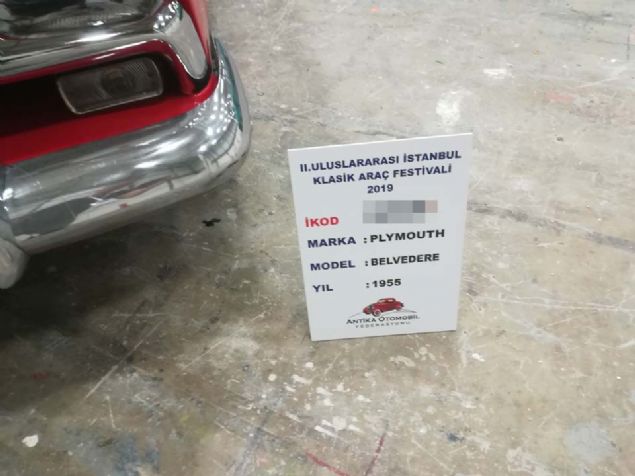 II.ULUSLARARASI İSTANBUL
KLASİK ARAÇ FESTİVALİ
2019
İKOD
MARKA : PLYMOUTH
MODEL : BELVEDERE
YIL : 1955
ANTİKA OTOMOBİL
FEDERASYONU